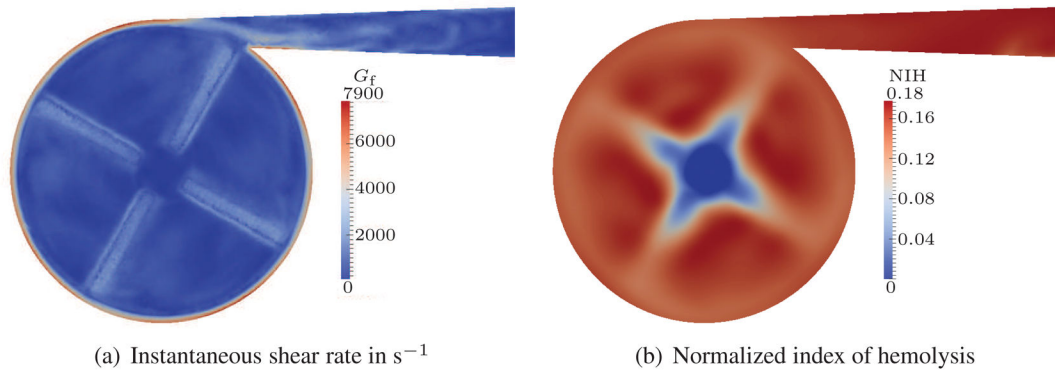 G_f
7900
6000
4000
2000
0
NIH
0.18
0.16
0.12
0.08
0.04
0
(a) Instantaneous shear rate in s⁻¹
(b) Normalized index of hemolysis